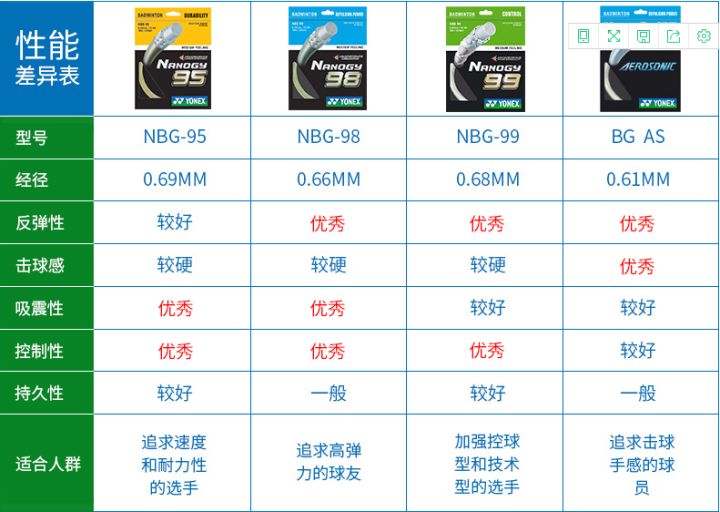 性能
差异表
BADMINTON
DURABILITY
NANOGY
95
YONEX
BADMINTON
REPULSION POWER
NANOGY
98
YONEX
BADMINTON
CONTROL
NANOGY
99
YONEX
BADMINTON
REPULSION POWER
AEROSONIC
YONEX
型号 NBG-95 NBG-98 NBG-99 BG AS
经径 0.69MM 0.66MM 0.68MM 0.61MM
反弹性 较好 优秀 优秀 优秀
击球感 较硬 较硬 较硬 优秀
吸震性 优秀 优秀 较好 较好
控制性 优秀 优秀 优秀 较好
持久性 较好 一般 较好 一般
适合人群
追求速度
和耐力性
的选手
追求高弹
力的球友
加强控球
型和技术
型的选手
追求击球
手感的球
员